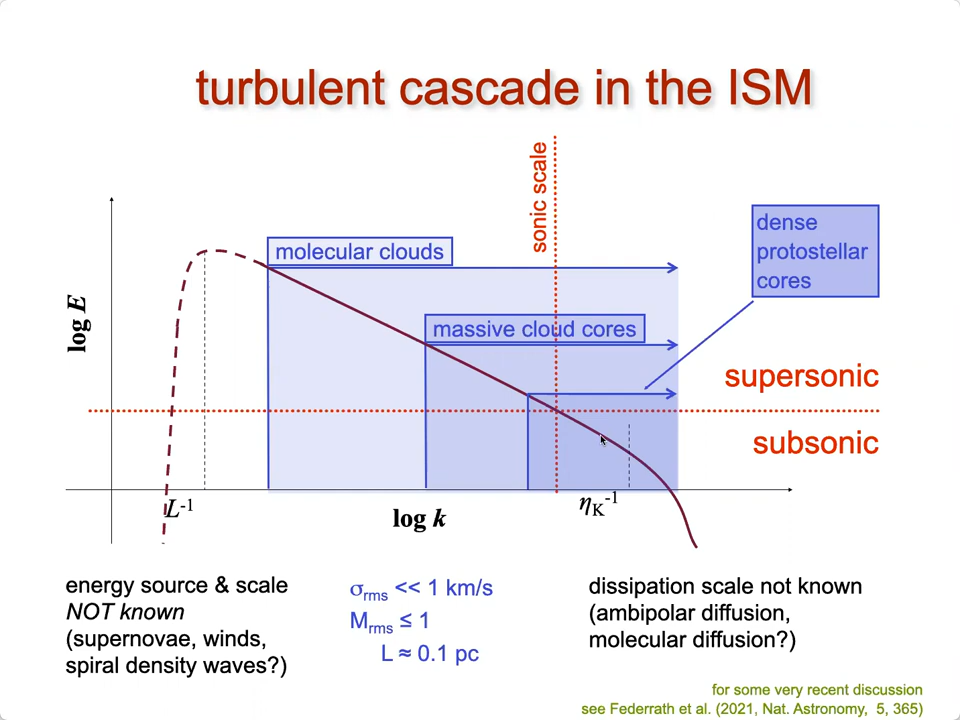 turbulent cascade in the ISM
sonic scale
dense
protostellar
cores
molecular clouds
massive cloud cores
log E
supersonic
subsonic
L⁻¹
ηK⁻¹
log k
energy source & scale
NOT known
(supernovae, winds,
spiral density waves?)
σrms << 1 km/s
Mrms ≤ 1
L ≈ 0.1 pc
dissipation scale not known
(ambipolar diffusion,
molecular diffusion?)
for some very recent discussion
see Federrath et al. (2021, Nat. Astronomy, 5, 365)